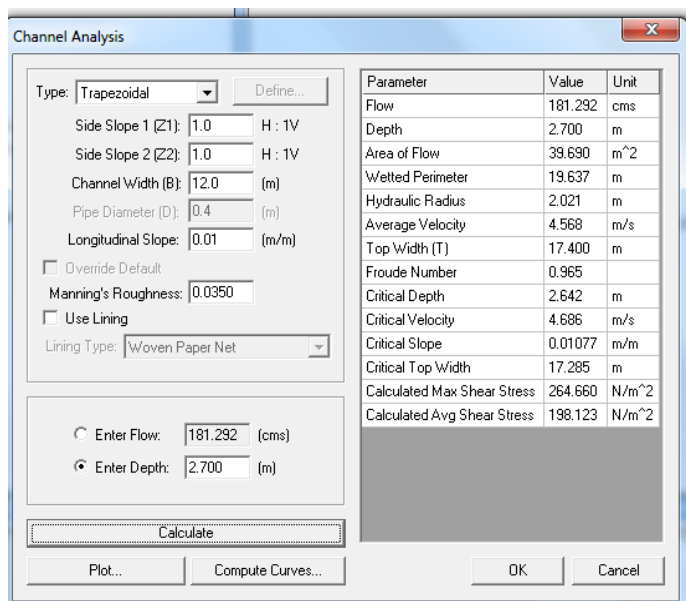 Channel Analysis
Type: Trapezoidal Define...
Side Slope 1 (Z1): 1.0 H : 1V
Side Slope 2 (Z2): 1.0 H : 1V
Channel Width (B): 12.0 (m)
Pipe Diameter (D): 0.4 (m)
Longitudinal Slope: 0.01 (m/m)
Override Default
Manning's Roughness: 0.0350
Use Lining
Lining Type: Woven Paper Net
Enter Flow: 181.292 (cms)
Enter Depth: 2.700 (m)
Calculate
Plot... Compute Curves...
Parameter Value Unit
Flow 181.292 cms
Depth 2.700 m
Area of Flow 39.690 m^2
Wetted Perimeter 19.637 m
Hydraulic Radius 2.021 m
Average Velocity 4.568 m/s
Top Width (T) 17.400 m
Froude Number 0.965
Critical Depth 2.642 m
Critical Velocity 4.686 m/s
Critical Slope 0.01077 m/m
Critical Top Width 17.285 m
Calculated Max Shear Stress 264.660 N/m^2
Calculated Avg Shear Stress 198.123 N/m^2
OK Cancel